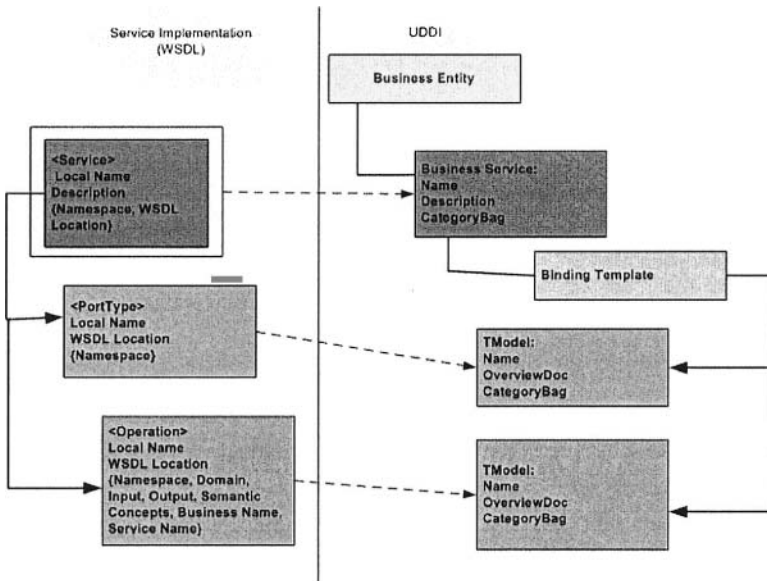 Service Implementation
(WSDL)
UDDI
Business Entity
<Service>
Local Name
Description
{Namespace, WSDL
Location}
Business Service:
Name
Description
CategoryBag
Binding Template
<PortType>
Local Name
WSDL Location
{Namespace}
TModel:
Name
OverviewDoc
CategoryBag
<Operation>
Local Name
WSDL Location
{Namespace, Domain,
Input, Output, Semantic
Concepts, Business Name,
Service Name}
TModel:
Name
OverviewDoc
CategoryBag